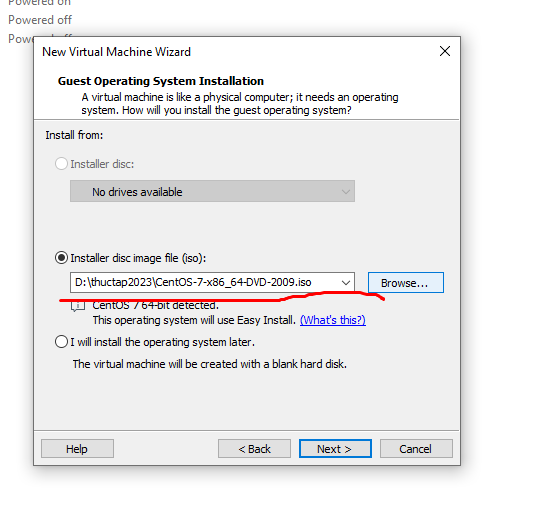 Powered on
Powered off
Powered off
New Virtual Machine Wizard
Guest Operating System Installation
A virtual machine is like a physical computer; it needs an operating
system. How will you install the guest operating system?
Install from:
Installer disc:
No drives available
Installer disc image file (iso):
D:\thuctap2023\CentOS-7-x86_64-DVD-2009.iso
Browse...
CentOS 7 64-bit detected.
This operating system will use Easy Install. (What's this?)
I will install the operating system later.
The virtual machine will be created with a blank hard disk.
Help
< Back
Next >
Cancel